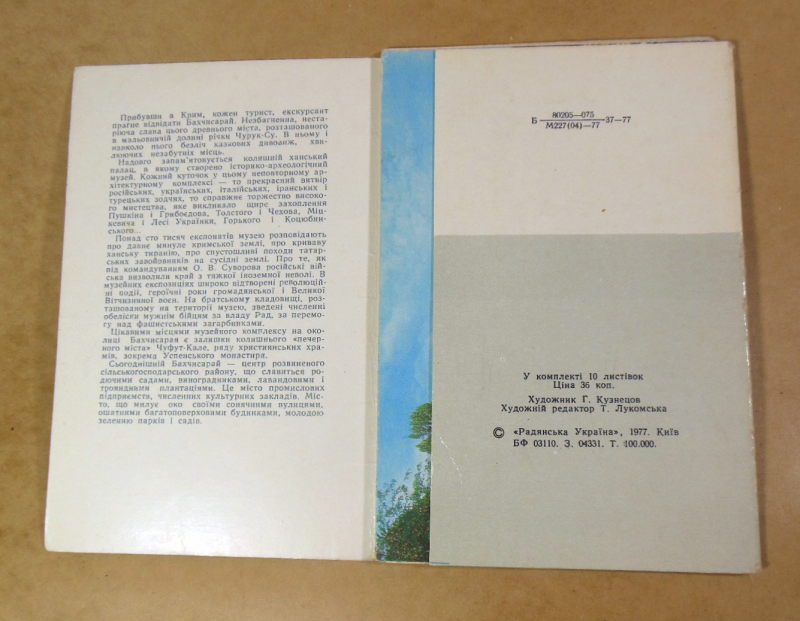 Прибувши в Крим, кожен турист, екскурсант
прагне відвідати Бахчисарай. Незбагненна, неста-
ріюча слава цього древнього міста, розташованого
в мальовничій долині річки Чурук-Су. В ньому і
навколо нього безліч казкових дивовиж, хви-
люючих незабутніх місць.
Надовго запам'ятовується колишній ханський
палац, в якому створено історико-археологічний
музей. Кожний куточок у цьому неповторному ар-
хітектурному комплексі — то прекрасний витвір
російських, українських, італійських, іранських і
турецьких зодчих, то справжнє торжество високо-
го мистецтва, яке викликало щире захоплення
Пушкіна і Грибоєдова, Толстого і Чехова, Міц-
кевича і Лесі Українки, Горького і Коцюбин-
ського...
Понад сто тисяч експонатів музею розповідають
про давнє минуле кримської землі, про криваву
ханську тиранію, про спустошливі походи татар-
ських завойовників на сусідні землі. Про те, як
під командуванням О. В. Суворова російські вій-
ська визволили край з тяжкої іноземної неволі. В
музейних експозиціях широко відтворені революцій-
ні події, героїчні роки громадянської і Великої
Вітчизняної воєн. На братському кладовищі, роз-
ташованому на території музею, зведені численні
обеліски мужнім бійцям за владу Рад, за перемо-
гу над фашистськими загарбниками.
Цікавими місцями музейного комплексу на око-
лиці Бахчисарая є залишки колишнього «печер-
ного міста» Чуфут-Кале, ряду християнських хра-
мів, зокрема Успенського монастиря.
Сьогоднішній Бахчисарай — центр розвиненого
сільськогосподарського району, що славиться ро-
дючими садами, виноградниками, лавандовими і
трояндними плантаціями. Це місто промислових
підприємств, численних культурних закладів. Міс-
то, що милує око своїми сонячними вулицями,
ошатними багатоповерховими будинками, молодою
зеленню парків і садів.
Б 80205—075
М227(04)—77 37—77
У комплекті 10 листівок
Ціна 36 коп.
Художник Г. Кузнецов
Художній редактор Т. Лукомська
© «Радянська Україна», 1977. Київ
БФ 03110. З. 04331. Т. 100.000.